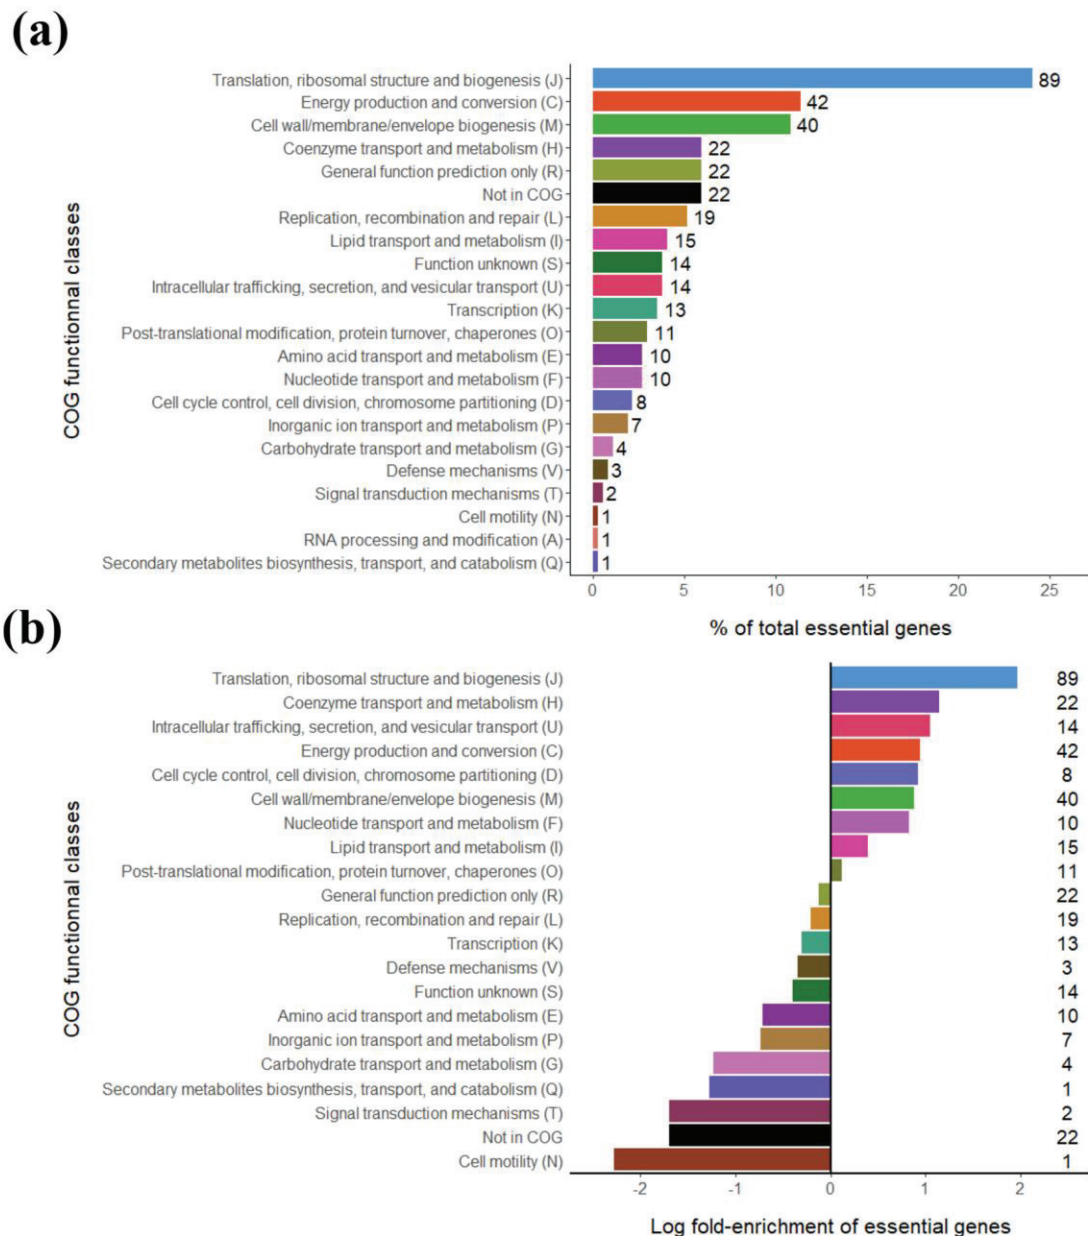 (a)
COG functionnal classes
Translation, ribosomal structure and biogenesis (J) 89
Energy production and conversion (C) 42
Cell wall/membrane/envelope biogenesis (M) 40
Coenzyme transport and metabolism (H) 22
General function prediction only (R) 22
Not in COG 22
Replication, recombination and repair (L) 19
Lipid transport and metabolism (I) 15
Function unknown (S) 14
Intracellular trafficking, secretion, and vesicular transport (U) 14
Transcription (K) 13
Post-translational modification, protein turnover, chaperones (O) 11
Amino acid transport and metabolism (E) 10
Nucleotide transport and metabolism (F) 10
Cell cycle control, cell division, chromosome partitioning (D) 8
Inorganic ion transport and metabolism (P) 7
Carbohydrate transport and metabolism (G) 4
Defense mechanisms (V) 3
Signal transduction mechanisms (T) 2
Cell motility (N) 1
RNA processing and modification (A) 1
Secondary metabolites biosynthesis, transport, and catabolism (Q) 1
0 5 10 15 20 25
% of total essential genes
(b)
COG functionnal classes
Translation, ribosomal structure and biogenesis (J) 89
Coenzyme transport and metabolism (H) 22
Intracellular trafficking, secretion, and vesicular transport (U) 14
Energy production and conversion (C) 42
Cell cycle control, cell division, chromosome partitioning (D) 8
Cell wall/membrane/envelope biogenesis (M) 40
Nucleotide transport and metabolism (F) 10
Lipid transport and metabolism (I) 15
Post-translational modification, protein turnover, chaperones (O) 11
General function prediction only (R) 22
Replication, recombination and repair (L) 19
Transcription (K) 13
Defense mechanisms (V) 3
Function unknown (S) 14
Amino acid transport and metabolism (E) 10
Inorganic ion transport and metabolism (P) 7
Carbohydrate transport and metabolism (G) 4
Secondary metabolites biosynthesis, transport, and catabolism (Q) 1
Signal transduction mechanisms (T) 2
Not in COG 22
Cell motility (N) 1
-2 -1 0 1 2
Log fold-enrichment of essential genes